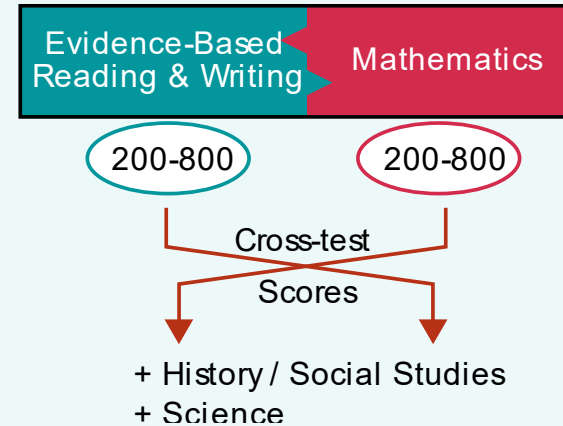 Evidence-Based
Reading & Writing
Mathematics
200-800
200-800
Cross-test
Scores
+ History / Social Studies
+ Science